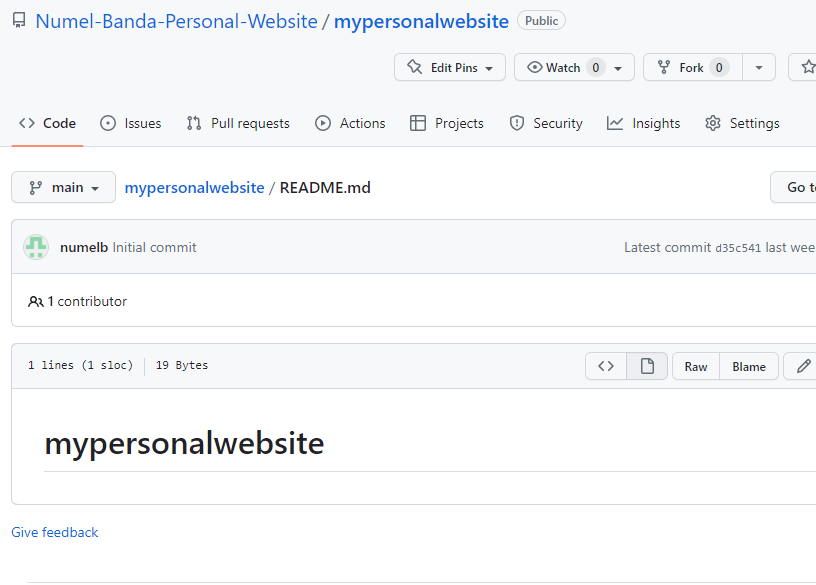 Numel-Banda-Personal-Website / mypersonalwebsite Public
Edit Pins Watch 0 Fork 0
Code Issues Pull requests Actions Projects Security Insights Settings
main mypersonalwebsite / README.md Go t
numelb Initial commit Latest commit d35c541 last wee
1 contributor
1 lines (1 sloc) 19 Bytes Raw Blame
mypersonalwebsite
Give feedback